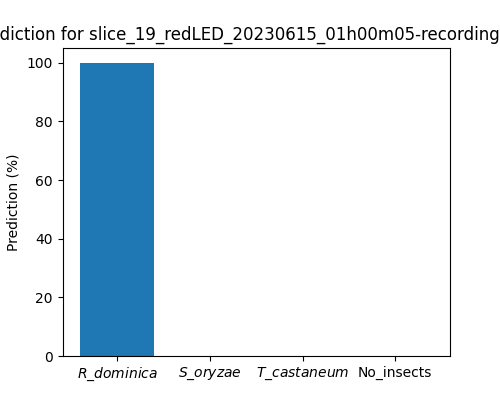 diction for slice_19_redLED_20230615_01h00m05-recording
100
80
60
40
20
0
Prediction (%)
R_dominica S_oryzae T_castaneum No_insects